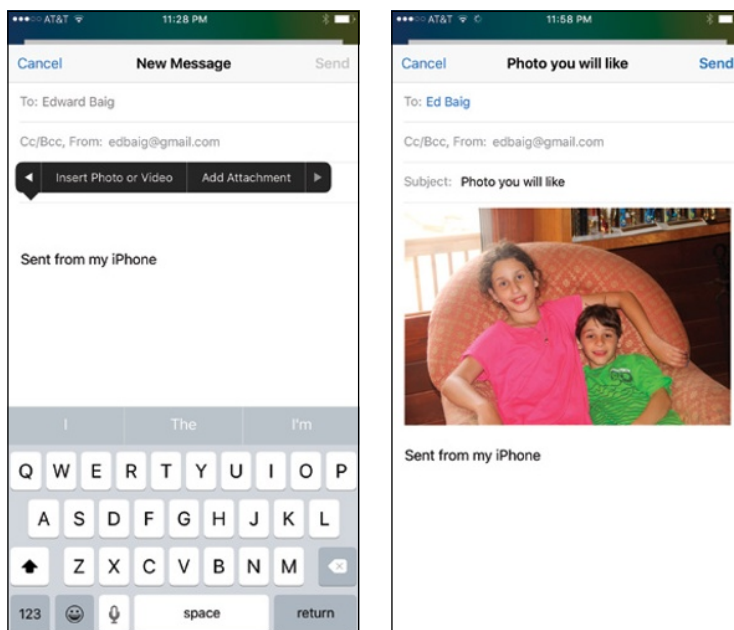 AT&T 11:28 PM
Cancel New Message Send
To: Edward Baig
Cc/Bcc, From: edbaig@gmail.com
Insert Photo or Video Add Attachment
Sent from my iPhone
I The I'm
Q W E R T Y U I O P
A S D F G H J K L
Z X C V B N M
123 space return
AT&T 11:58 PM
Cancel Photo you will like Send
To: Ed Baig
Cc/Bcc, From: edbaig@gmail.com
Subject: Photo you will like
Sent from my iPhone